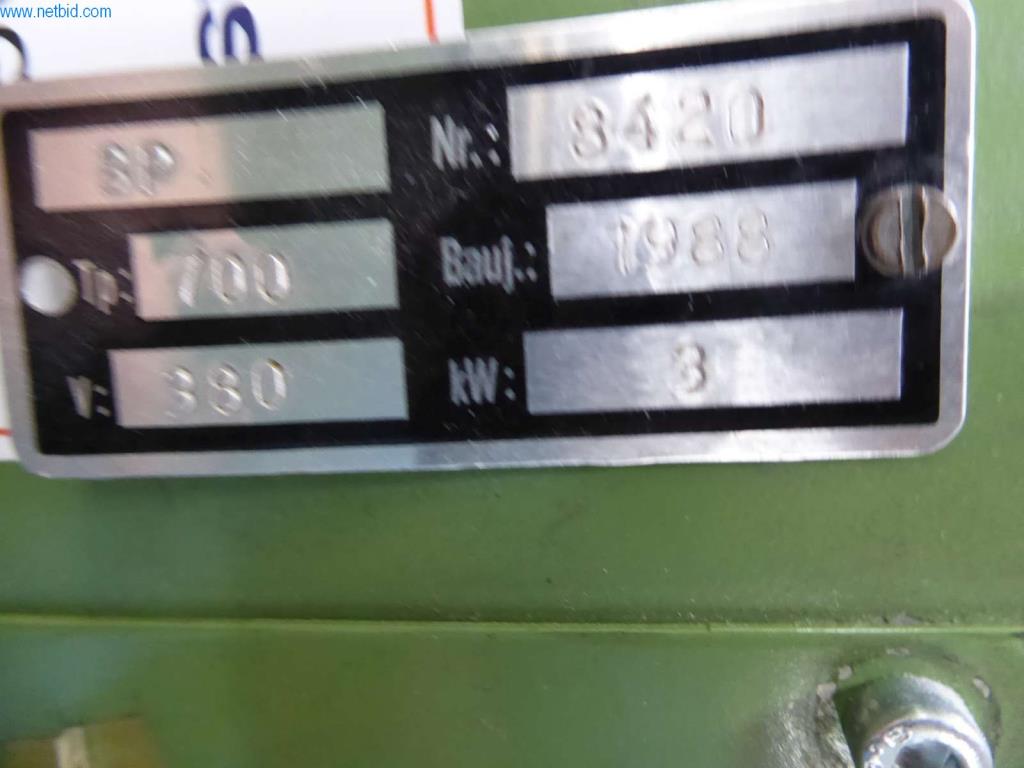 www.netbid.com
S
SP Nr.: 8420
Tp: 700 Bauj.: 1988
V: 380 kW: 3